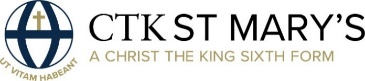 CTK ST MARY'S
A CHRIST THE KING SIXTH FORM
UT VITAM HABEANT